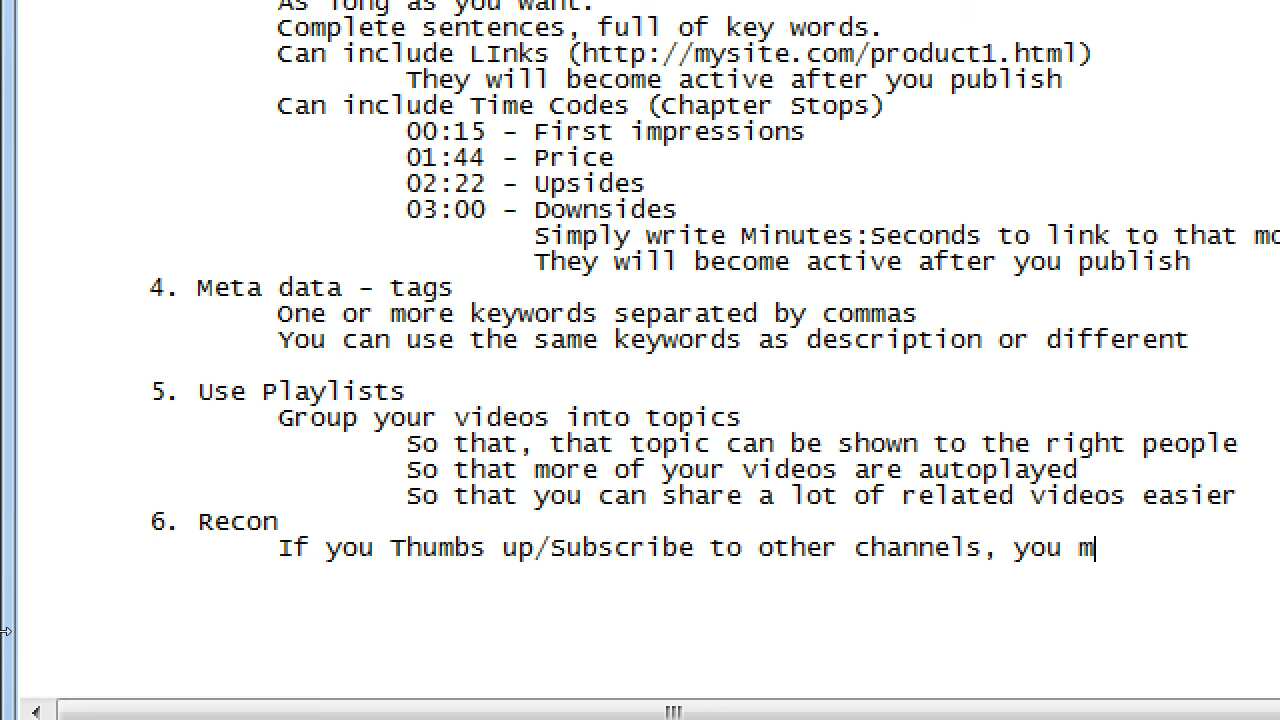 As long as you want.
Complete sentences, full of key words.
Can include LInks (http://mysite.com/product1.html)
They will become active after you publish
Can include Time Codes (Chapter Stops)
00:15 - First impressions
01:44 - Price
02:22 - Upsides
03:00 - Downsides
Simply write Minutes:Seconds to link to that
They will become active after you publish
4. Meta data - tags
One or more keywords separated by commas
You can use the same keywords as description or different
5. Use Playlists
Group your videos into topics
So that, that topic can be shown to the right people
So that more of your videos are autoplayed
So that you can share a lot of related videos easier
6. Recon
If you Thumbs up/Subscribe to other channels, you m